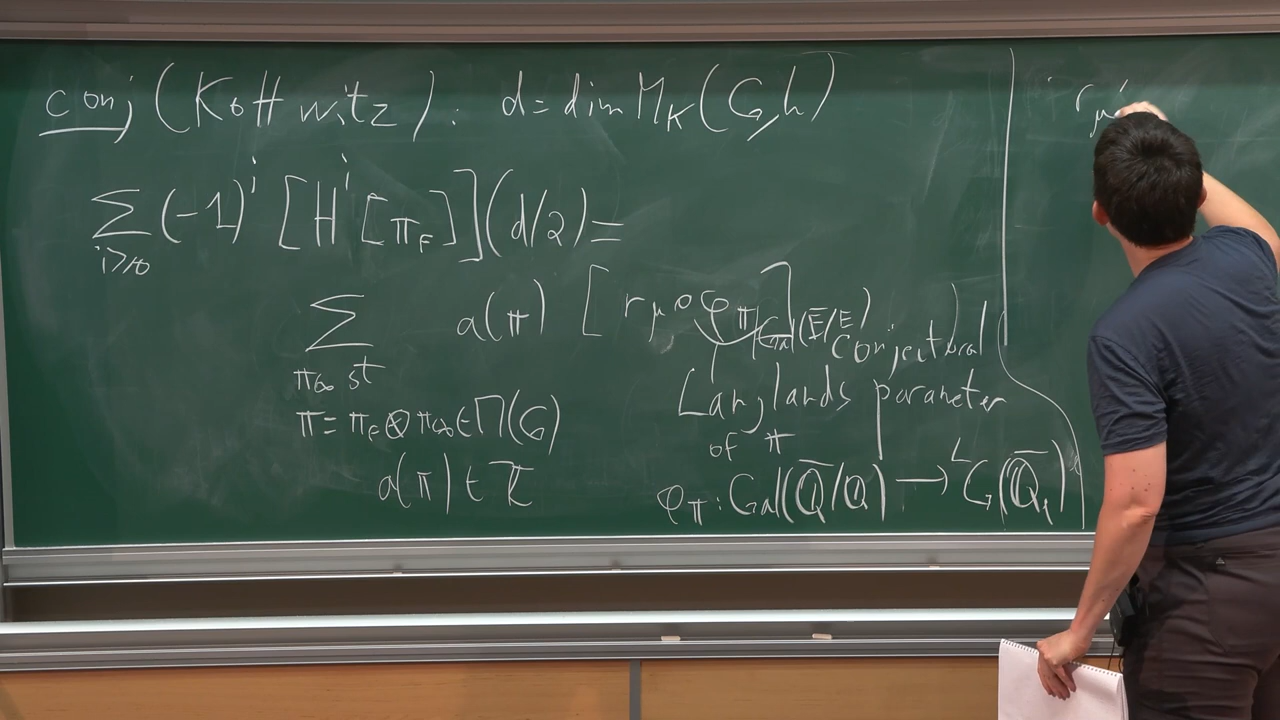 conj (Kottwitz): d = dim M_K(G,h)
∑_{i≥0} (-1)^i [H^i[π_f]](d/2) =
∑ a(π) [r_μ∘φ_π|Gal(E̅/E)]
π_∞ st
π = π_f ⊗ π_∞ ∈ Π(G)
a(π) ∈ ℤ
conjectural
Langlands parameter
of π
φ_π : Gal(Q̅/Q) → ^L G(Q̅_ℓ)
r_μ